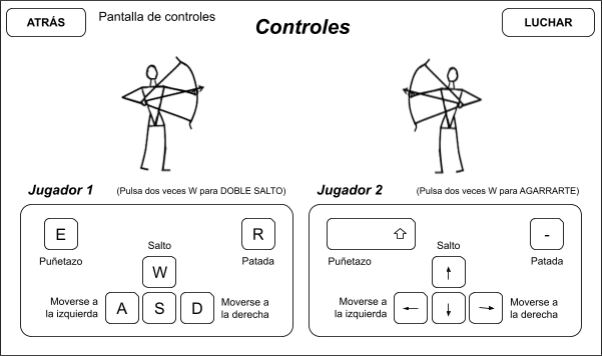 ATRÁS
Pantalla de controles
Controles
LUCHAR
Jugador 1
(Pulsa dos veces W para DOBLE SALTO)
Jugador 2
(Pulsa dos veces W para AGARRARTE)
E
Puñetazo
Salto
W
R
Patada
Moverse a
la izquierda
A
S
D
Moverse a
la derecha
Puñetazo
Salto
-
Patada
Moverse a
la izquierda
Moverse a
la derecha